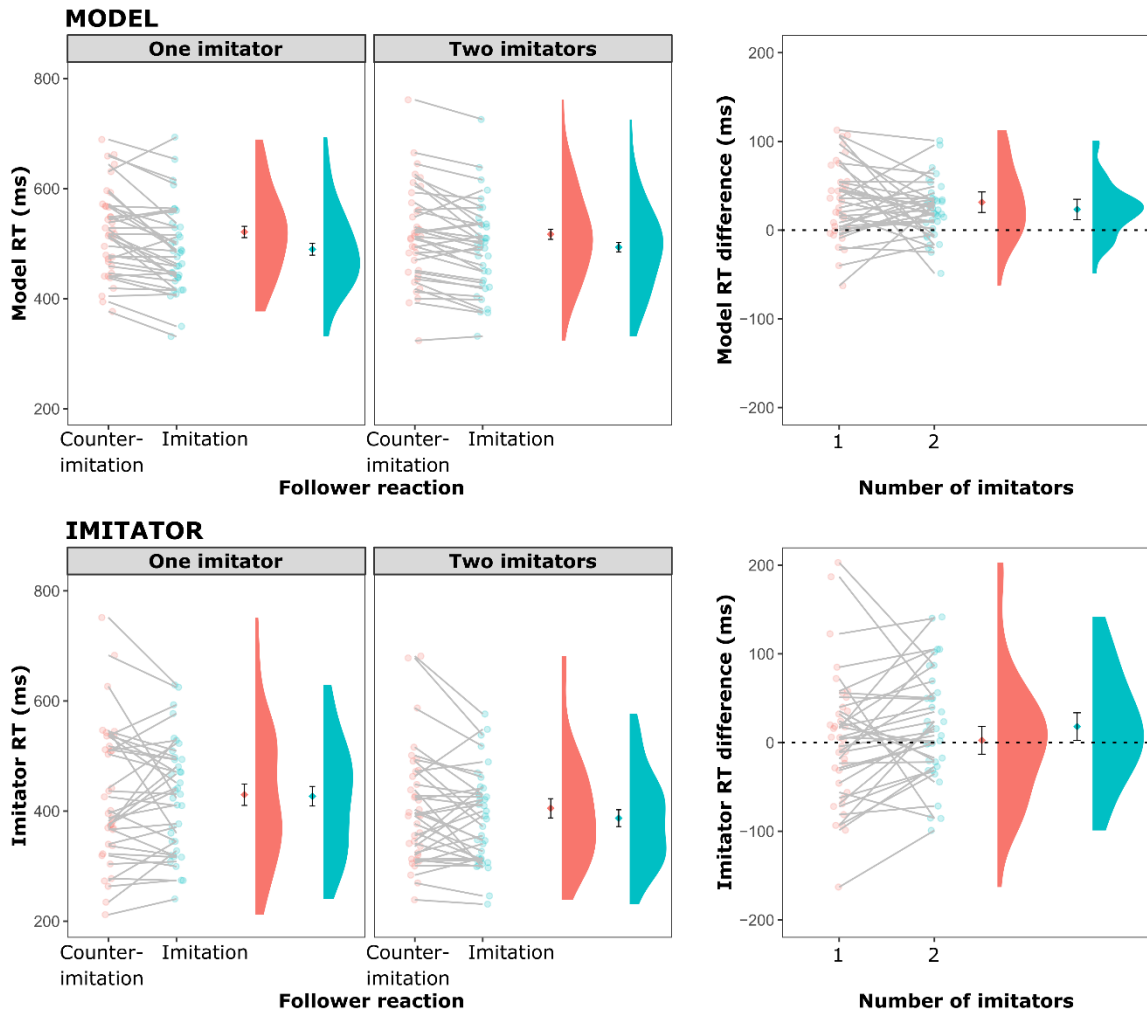 MODEL
One imitator
Two imitators
Model RT (ms)
800
600
400
200
Counter-
imitation
Imitation
Counter-
imitation
Imitation
Follower reaction
Model RT difference (ms)
200
100
0
−100
−200
1
2
Number of imitators
IMITATOR
One imitator
Two imitators
Imitator RT (ms)
800
600
400
200
Counter-
imitation
Imitation
Counter-
imitation
Imitation
Follower reaction
Imitator RT difference (ms)
200
100
0
−100
−200
1
2
Number of imitators